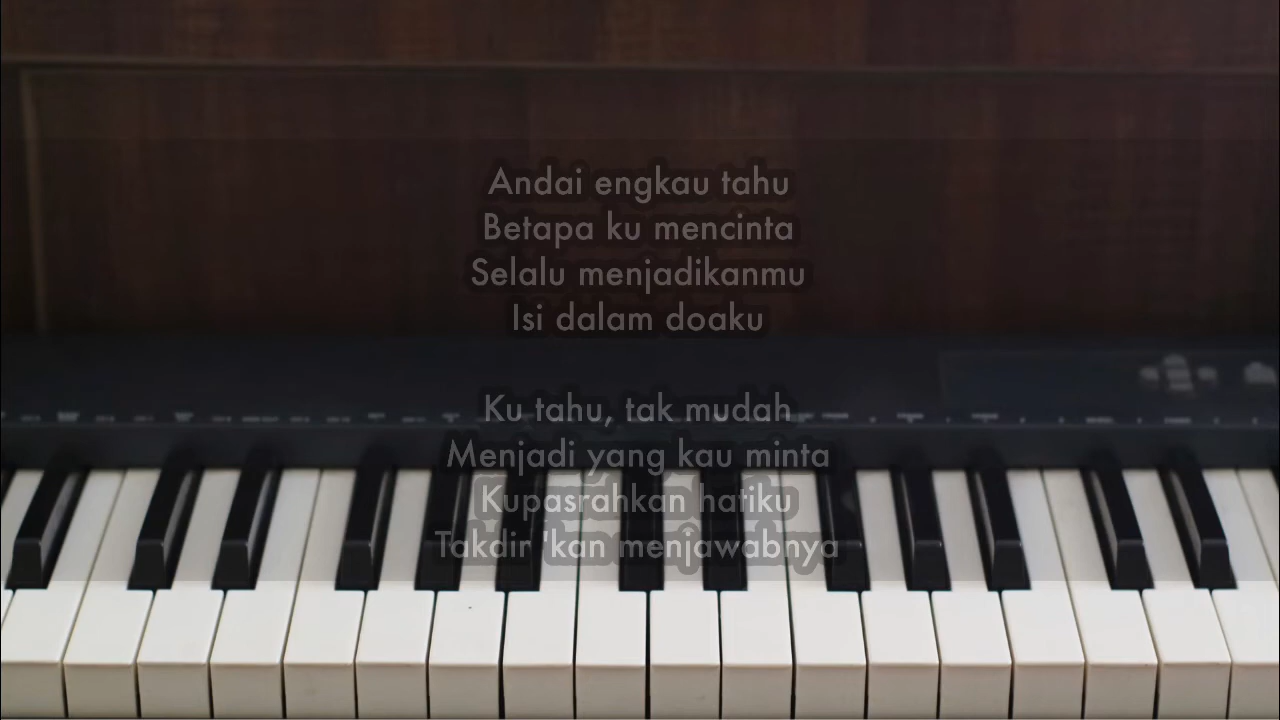 Andai engkau tahu
Betapa ku mencinta
Selalu menjadikanmu
Isi dalam doaku
Ku tahu, tak mudah
Menjadi yang kau minta
Kupasrahkan hatiku
Takdir 'kan menjawabnya